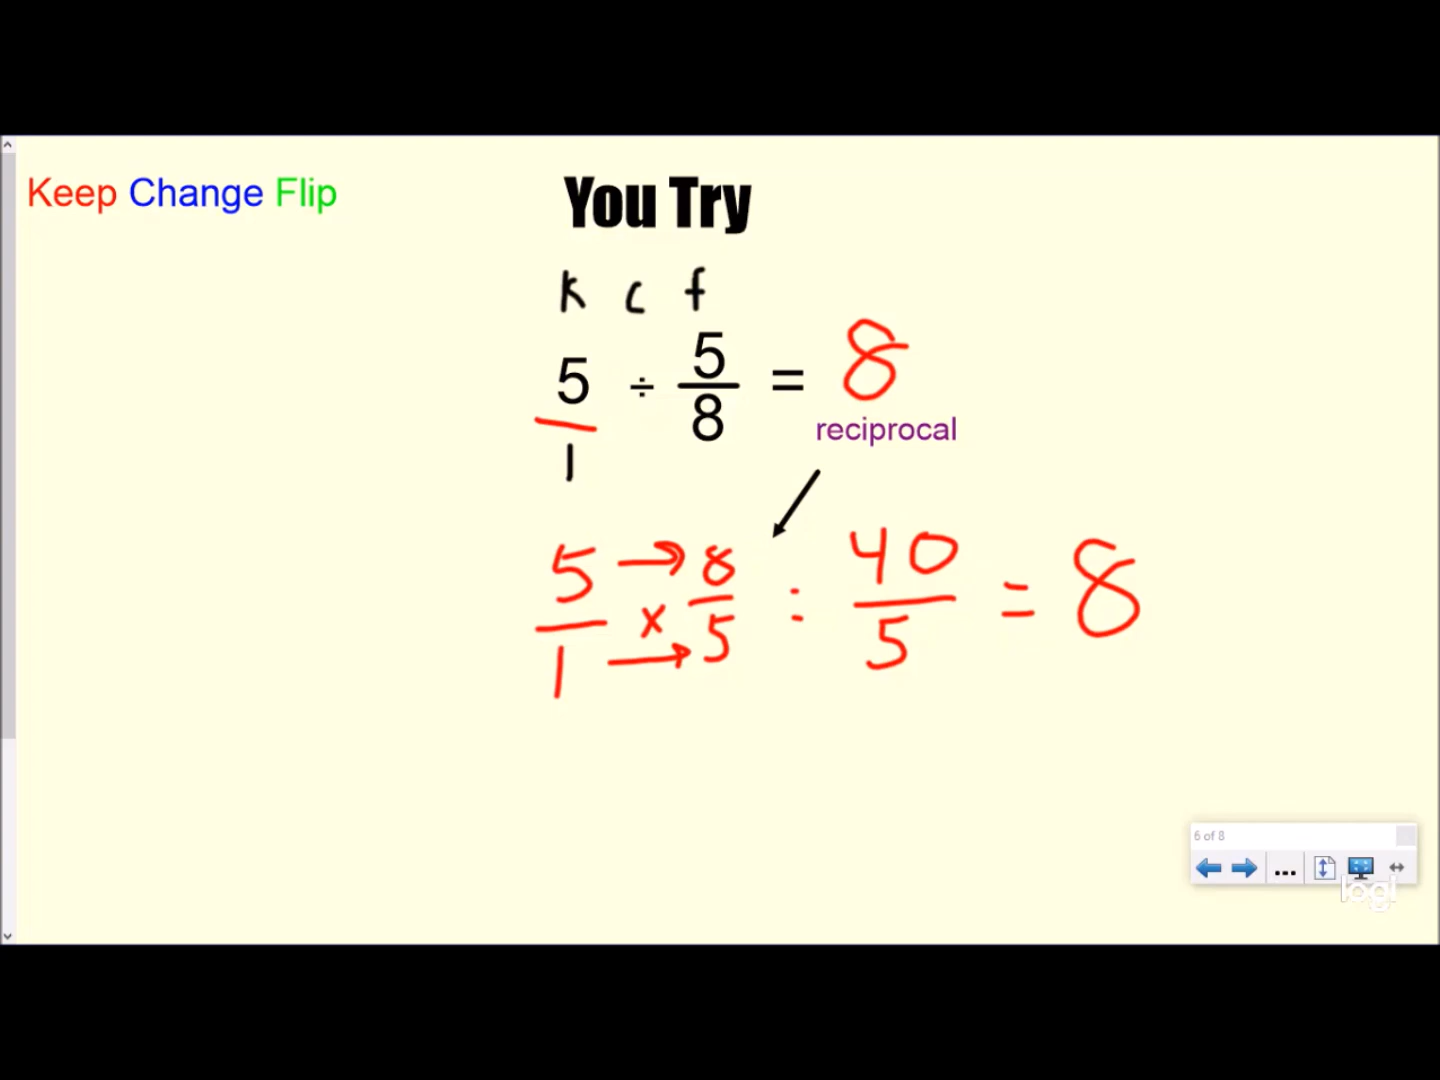 Keep Change Flip
You Try
K C f
5/1 ÷ 5/8 = 8
reciprocal
5/1 → x → 8/5 = 40/5 = 8
6 of 8
...
logi